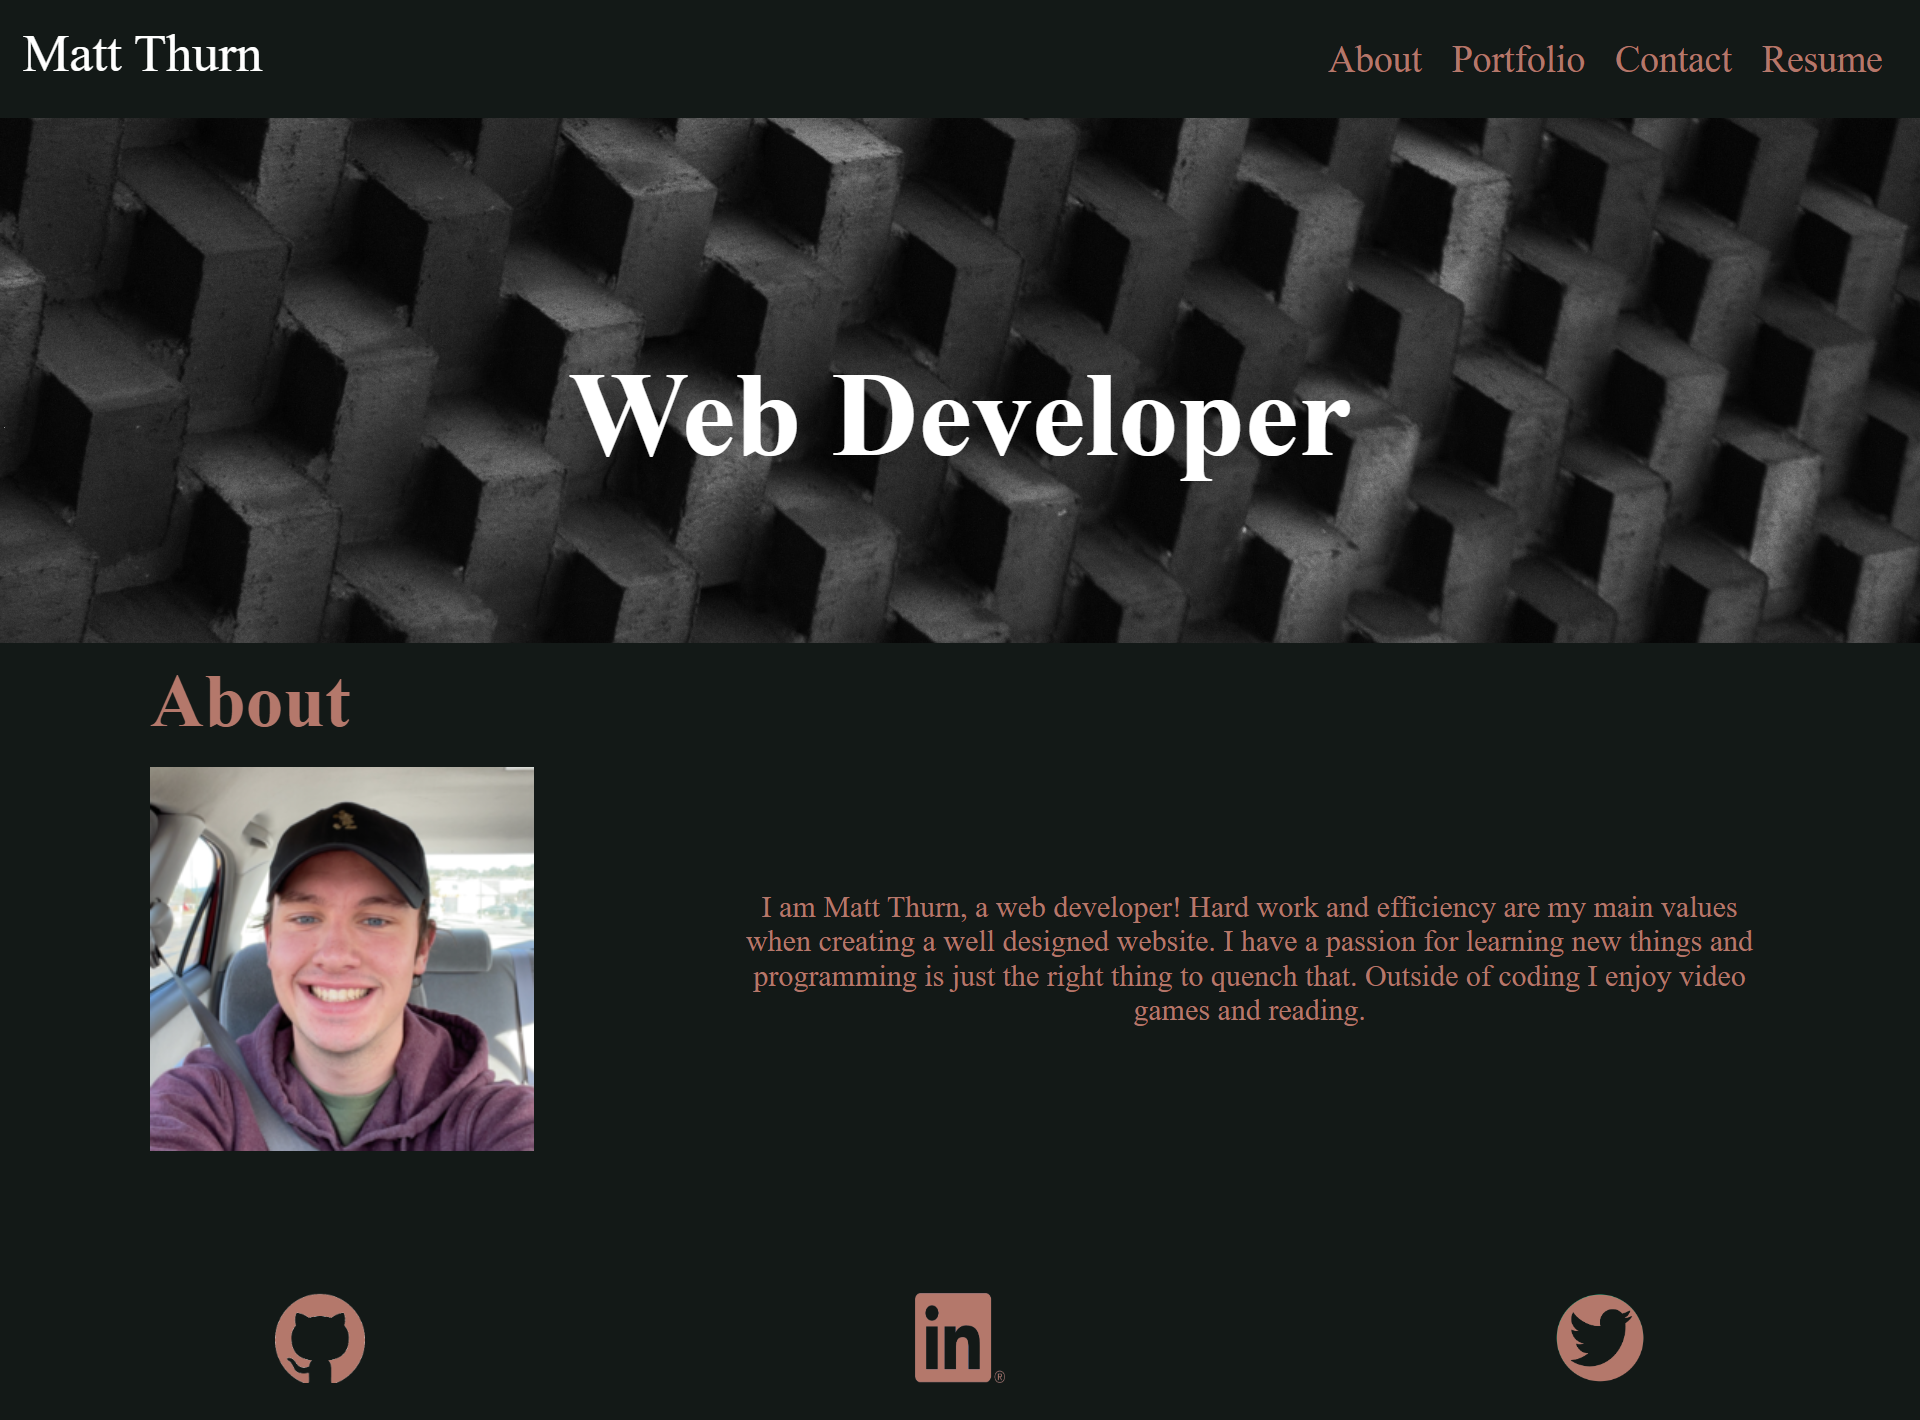 Matt Thurn
About Portfolio Contact Resume
Web Developer
About
I am Matt Thurn, a web developer! Hard work and efficiency are my main values
when creating a well designed website. I have a passion for learning new things and
programming is just the right thing to quench that. Outside of coding I enjoy video
games and reading.
in ®